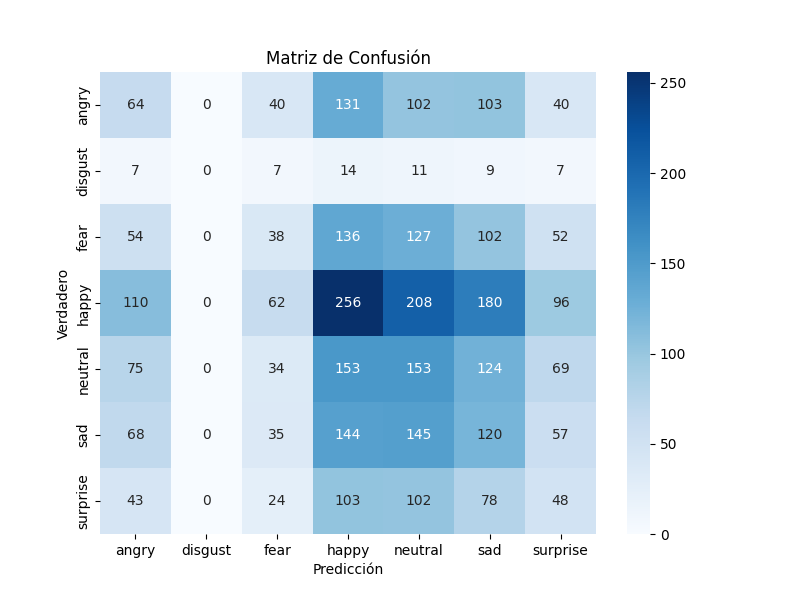 Matriz de Confusión
angry 64 0 40 131 102 103 40
disgust 7 0 7 14 11 9 7
fear 54 0 38 136 127 102 52
happy 110 0 62 256 208 180 96
neutral 75 0 34 153 153 124 69
sad 68 0 35 144 145 120 57
surprise 43 0 24 103 102 78 48
angry disgust fear happy neutral sad surprise
Predicción
Verdadero
250
200
150
100
50
0